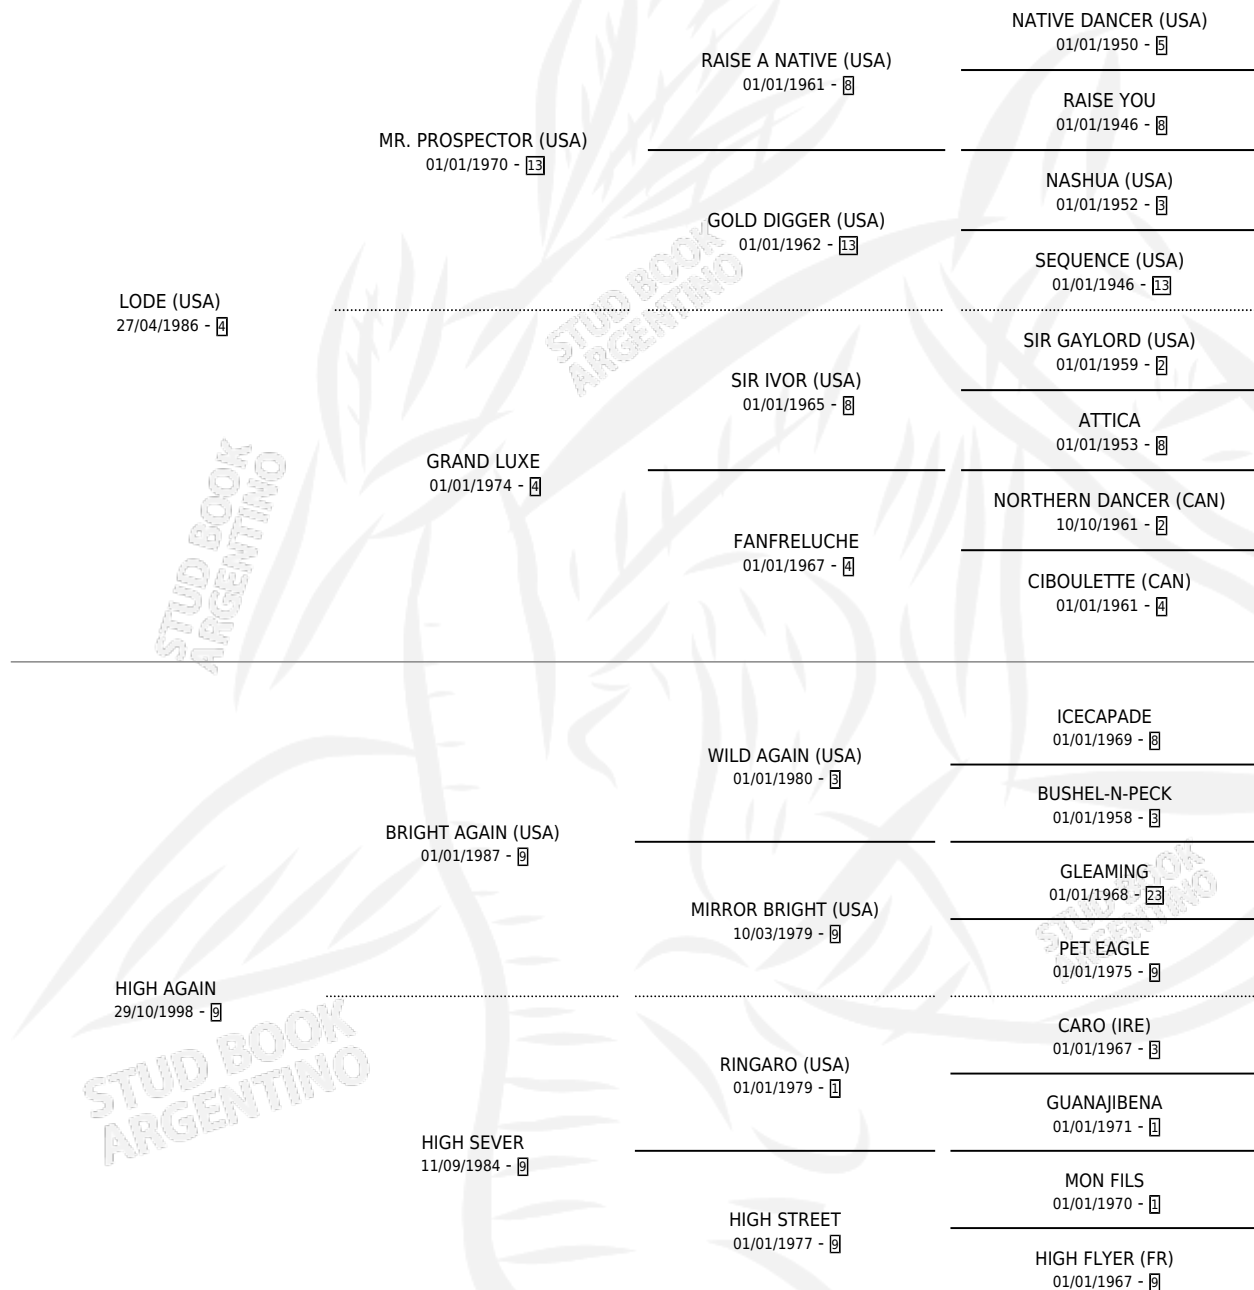 NATIVE DANCER (USA)
01/01/1950 - 5
RAISE A NATIVE (USA)
01/01/1961 - 8
RAISE YOU
01/01/1946 - 8
MR. PROSPECTOR (USA)
01/01/1970 - 13
NASHUA (USA)
01/01/1952 - 3
GOLD DIGGER (USA)
01/01/1962 - 13
SEQUENCE (USA)
01/01/1946 - 13
LODE (USA)
27/04/1986 - 4
SIR GAYLORD (USA)
01/01/1959 - 2
SIR IVOR (USA)
01/01/1965 - 8
ATTICA
01/01/1953 - 8
GRAND LUXE
01/01/1974 - 4
NORTHERN DANCER (CAN)
10/10/1961 - 2
FANFRELUCHE
01/01/1967 - 4
CIBOULETTE (CAN)
01/01/1961 - 4
ICECAPADE
01/01/1969 - 8
WILD AGAIN (USA)
01/01/1980 - 3
BUSHEL-N-PECK
01/01/1958 - 3
BRIGHT AGAIN (USA)
01/01/1987 - 9
GLEAMING
01/01/1968 - 23
MIRROR BRIGHT (USA)
10/03/1979 - 9
PET EAGLE
01/01/1975 - 9
HIGH AGAIN
29/10/1998 - 9
CARO (IRE)
01/01/1967 - 3
RINGARO (USA)
01/01/1979 - 1
GUANAJIBENA
01/01/1971 - 1
HIGH SEVER
11/09/1984 - 9
MON FILS
01/01/1970 - 1
HIGH STREET
01/01/1977 - 9
HIGH FLYER (FR)
01/01/1967 - 9
STUD BOOK
ARGENTINO
STUD BOOK
ARGENTINO
STUD BOOK
ARGENTINO
STUD BOOK
ARGENTINO